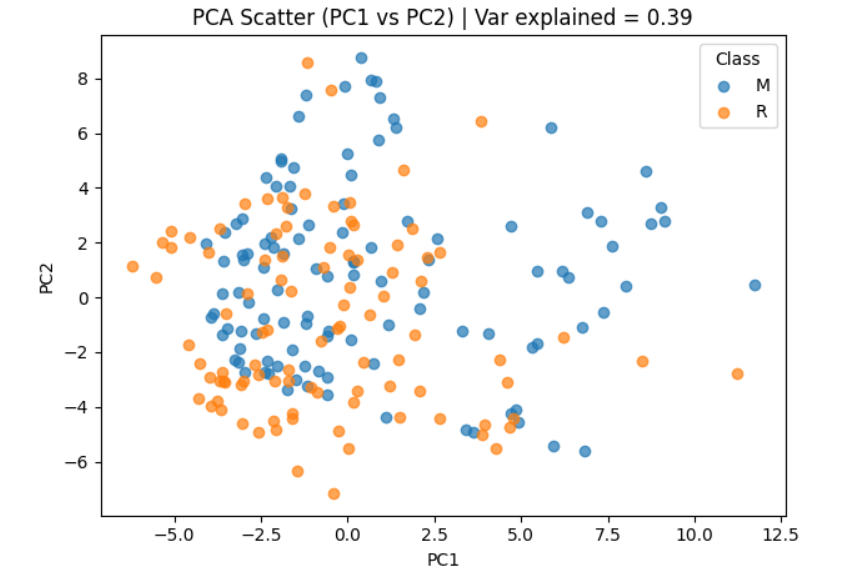 PCA Scatter (PC1 vs PC2) | Var explained = 0.39
Class
M
R
8
6
4
2
0
−2
−4
−6
PC2
−5.0 −2.5 0.0 2.5 5.0 7.5 10.0 12.5
PC1